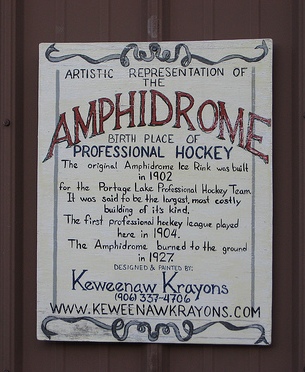 ARTISTIC REPRESENTATION OF
THE
AMPHIDROME
BIRTH PLACE OF
PROFESSIONAL HOCKEY
The original Amphidrome Ice Rink was built
in 1902
for the Portage Lake Professional Hockey Team.
It was said to be the largest, most costly
building of its kind.
The first professional hockey league played
here in 1904.
The Amphidrome burned to the ground
in 1927.
DESIGNED & PAINTED BY:
Keweenaw Krayons
(906) 337-4706
WWW.KEWEENAWKRAYONS.COM